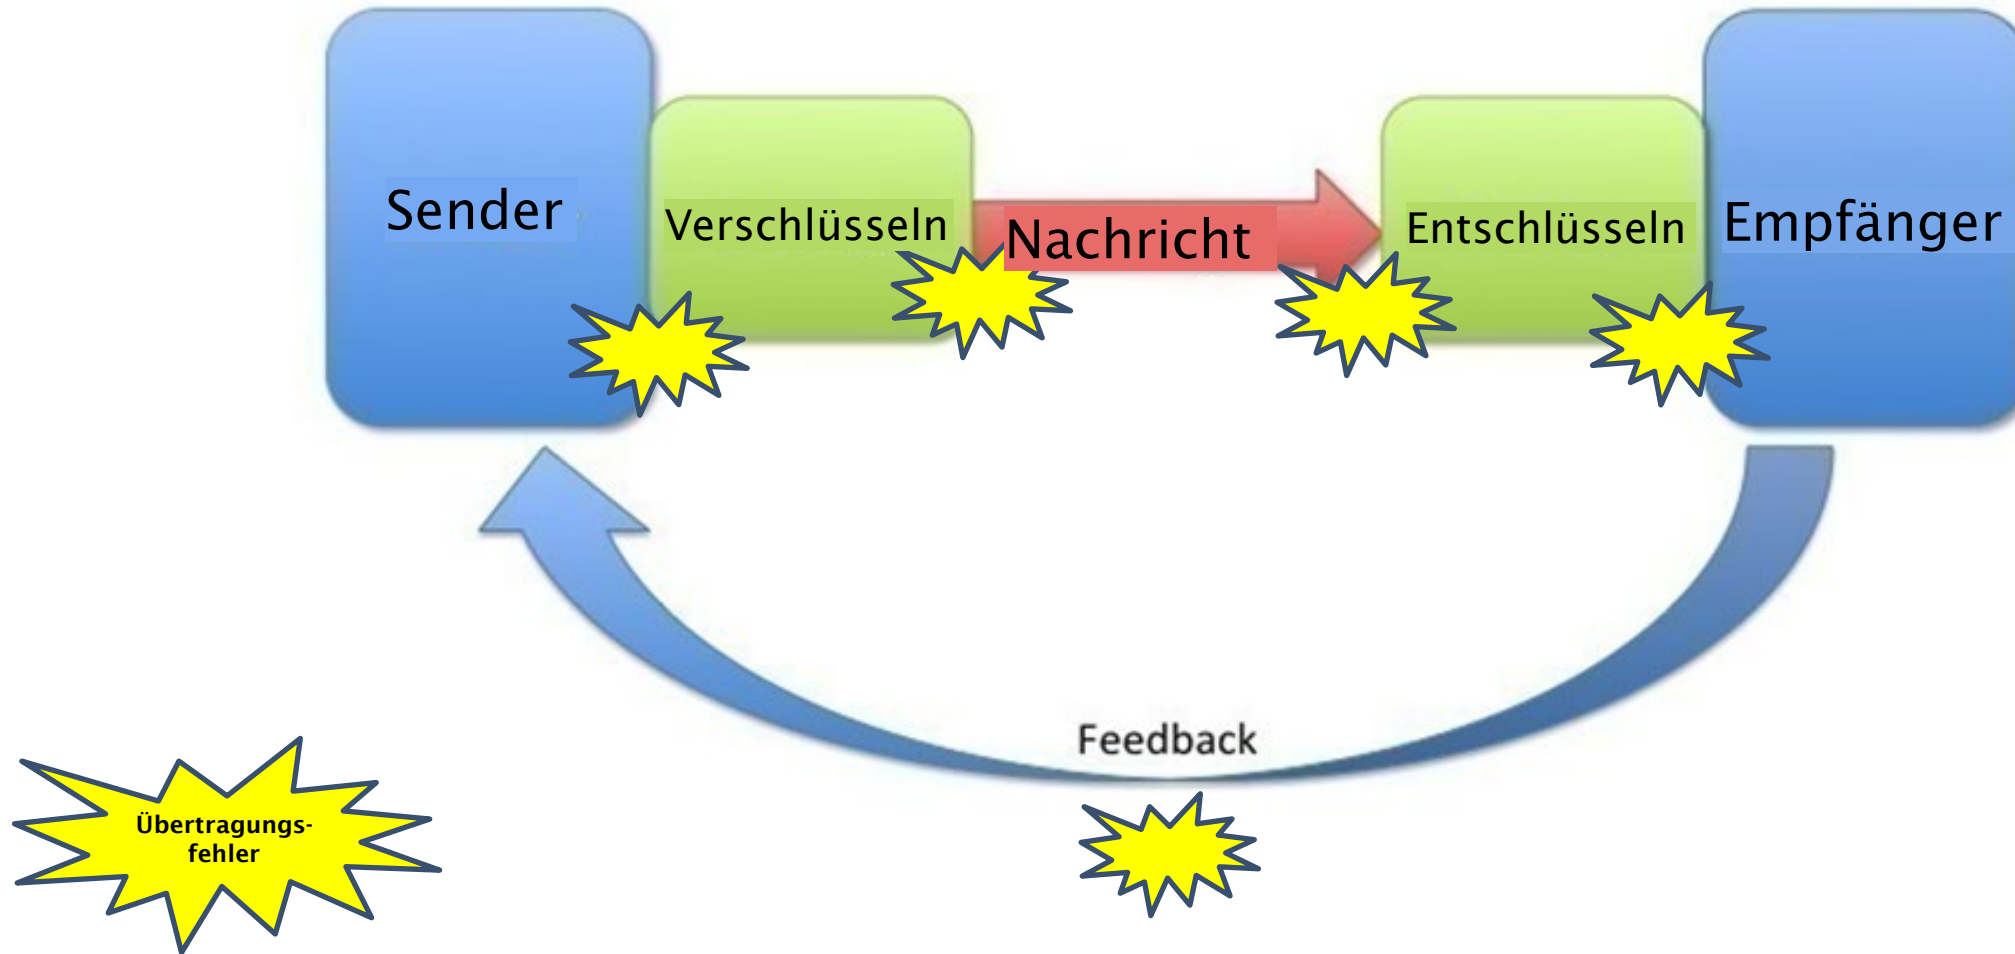 Sender
Verschlüsseln
Nachricht
Entschlüsseln
Empfänger
Feedback
Übertragungs-
fehler